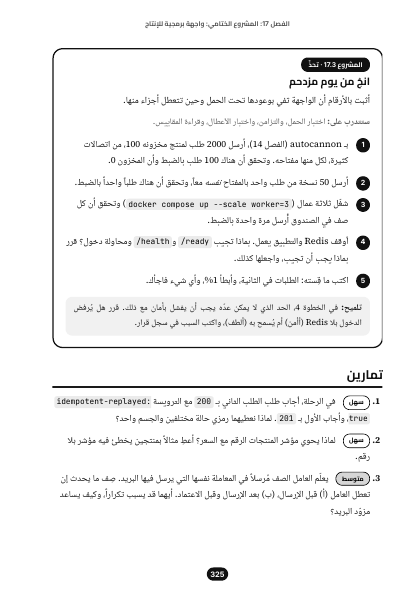 الفصل 17: المشروع الختامي: واجهة برمجية للإنتاج
المشروع 17.3 · تحدٍّ
انجُ من يوم مزدحم
أثبت بالأرقام أن الواجهة تفي بوعودها تحت الحمل وحين تتعطل أجزاء منها.
ستتدرب على: اختبار الحمل، والتزامن، واختبار الأعطال، وقراءة المقاييس.
1 بـ autocannon (الفصل 14)، أرسل 2000 طلب لمنتج مخزونه 100، من اتصالات
كثيرة، لكل منها مفتاحه. وتحقق أن هناك 100 طلب بالضبط وأن المخزون 0.
2 أرسل 50 نسخة من طلب واحد بالمفتاح نفسه معاً، وتحقق أن هناك طلباً واحداً بالضبط.
3 شغّل ثلاثة عمال (docker compose up --scale worker=3) وتحقق أن كل
صف في الصندوق أُرسل مرة واحدة بالضبط.
4 أوقف Redis والتطبيق يعمل. بماذا تجيب /ready و /health ومحاولة دخول؟ قرر
بماذا يجب أن تجيب، واجعلها كذلك.
5 اكتب ما قِسته: الطلبات في الثانية، وأبطأ 1%، وأي شيء فاجأك.
تلميح: في الخطوة 4، الحد الذي لا يمكن عدّه يجب أن يفشل بأمان مع ذلك. قرر هل يُرفض
الدخول بلا Redis (أأمن) أم يُسمح به (ألطف)، واكتب السبب في سجل قرار.
تمارين
1. سهل في الرحلة، أجاب طلب الطلب الثاني بـ 200 مع الترويسة idempotent-replayed:
true، وأجاب الأول بـ 201. لماذا نعطيهما رمزي حالة مختلفين والجسم واحد؟
2. سهل لماذا يحوي مؤشر المنتجات الرقم مع السعر؟ أعطِ مثالاً بمنتجين يخطئ فيه مؤشر بلا
رقم.
3. متوسط يعلّم العامل الصف مُرسلاً في المعاملة نفسها التي يرسل فيها البريد. صِف ما يحدث إن
تعطل العامل (أ) قبل الإرسال، (ب) بعد الإرسال وقبل الاعتماد. أيهما قد يسبب تكراراً، وكيف يساعد
مزوّد البريد؟
325